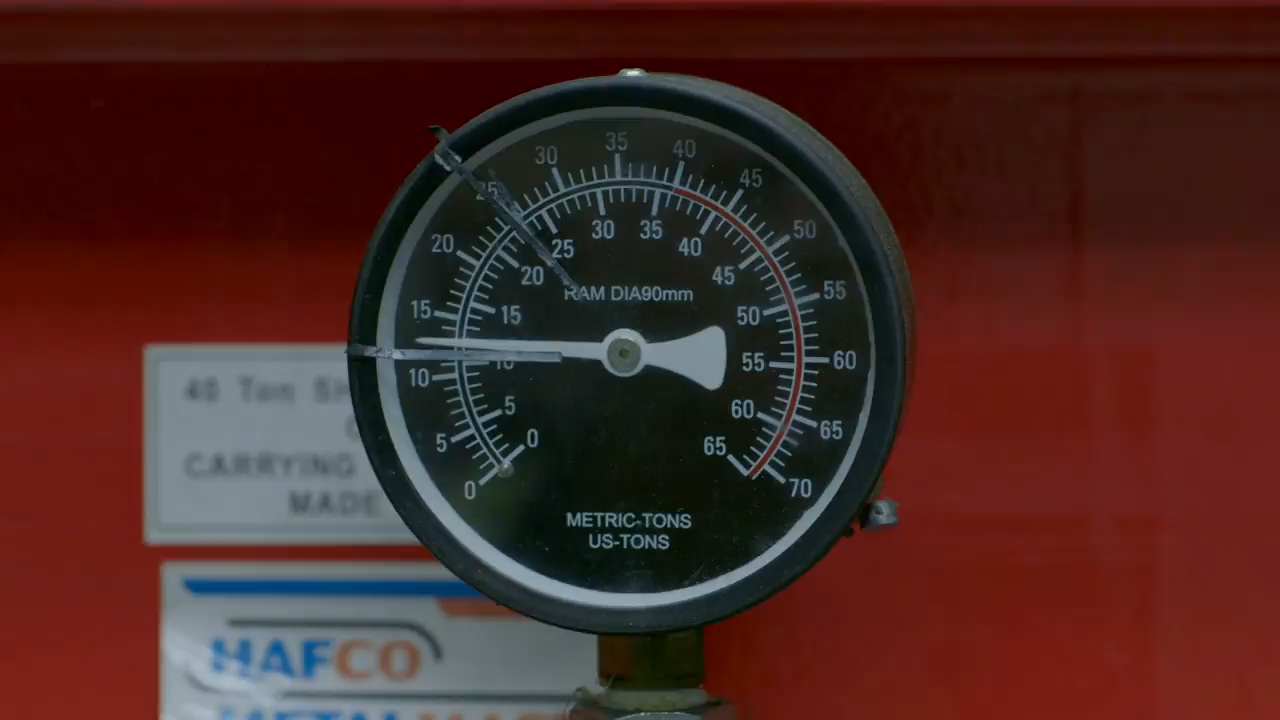 35
30 40
25 45
30 35
20 25 40 50
20 45
RAM DIA90mm 55
15 15 50
10 55 60
10
5 60 65
5 0 65
0 70
40 Ton SH
CARRYING
MADE
METRIC-TONS
US-TONS
HAFCO